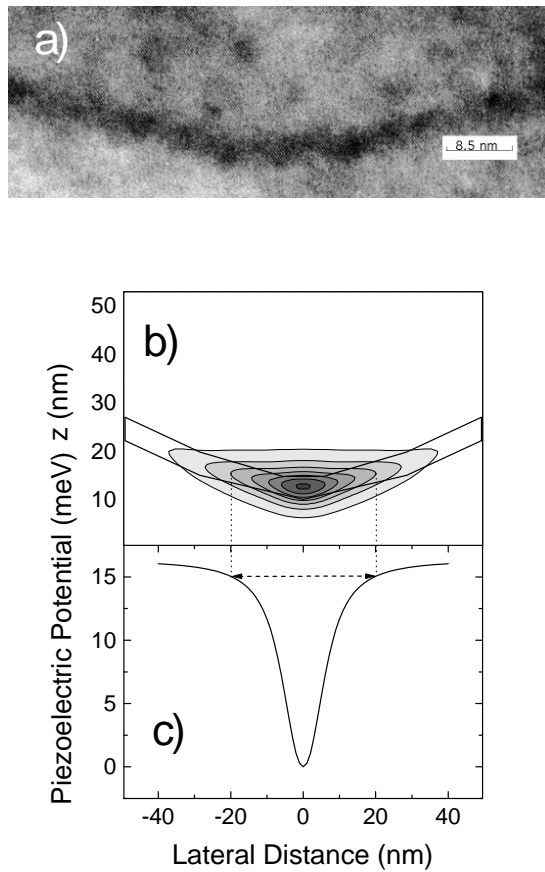 a)
8.5 nm
b)
50
40
30
20
10
z (nm)
c)
15
10
5
0
Piezoelectric Potential (meV)
-40 -20 0 20 40
Lateral Distance (nm)